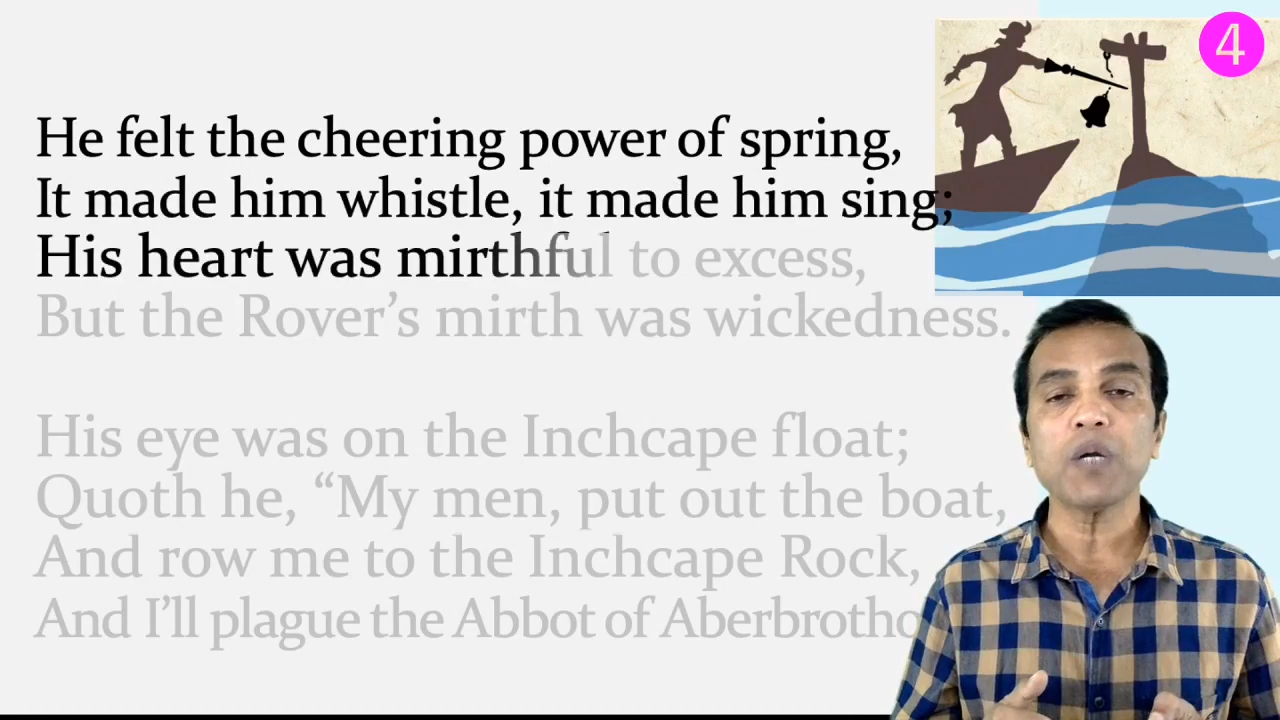 4
He felt the cheering power of spring,
It made him whistle, it made him sing;
His heart was mirthful to excess,
But the Rover’s mirth was wickedness.
His eye was on the Inchcape float;
Quoth he, “My men, put out the boat,
And row me to the Inchcape Rock,
And I’ll plague the Abbot of